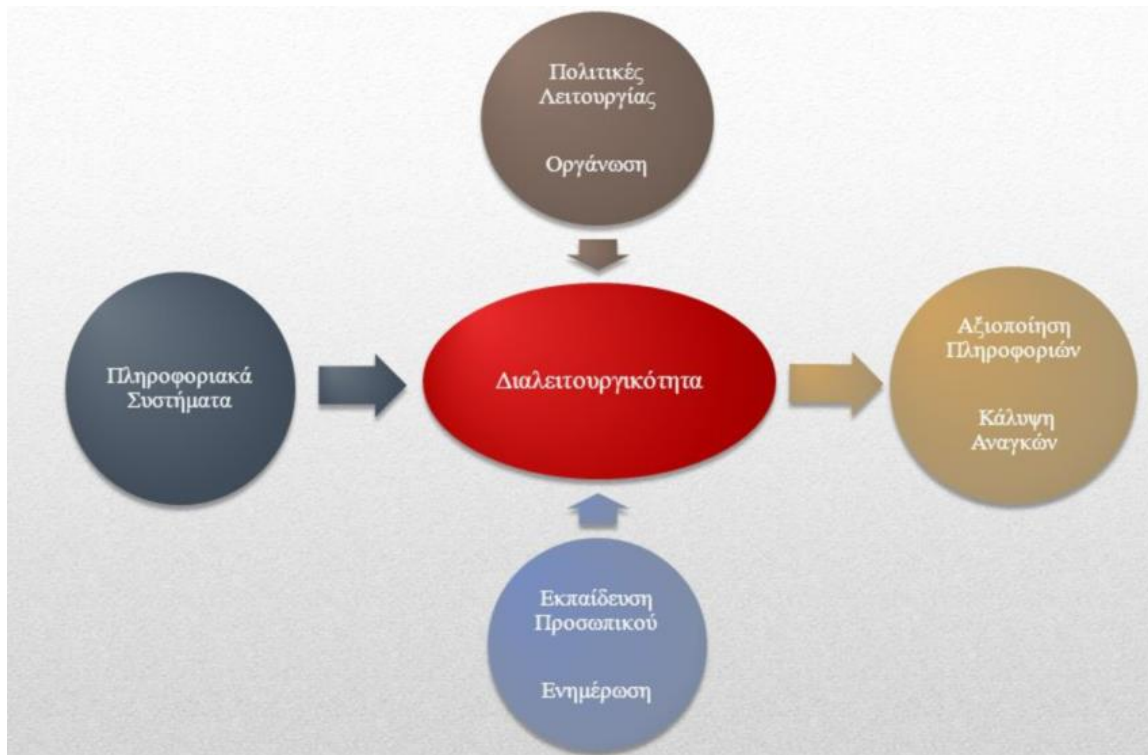 Πολιτικές
Λειτουργίας
Οργάνωση
Πληροφοριακά
Συστήματα
Διαλειτουργικότητα
Αξιοποίηση
Πληροφοριών
Κάλυψη
Αναγκών
Εκπαίδευση
Προσωπικού
Ενημέρωση